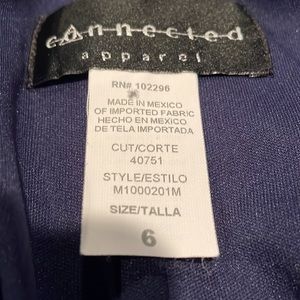 cAnnected
apparel
RN# 102296
MADE IN MEXICO
OF IMPORTED FABRIC
HECHO EN MEXICO
DE TELA IMPORTADA
CUT/CORTE
40751
STYLE/ESTILO
M1000201M
SIZE/TALLA
6